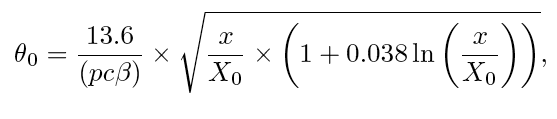 θ₀ = 13.6 / (pcβ) × √( x / X₀ × ( 1 + 0.038 ln ( x / X₀ ) ) ),